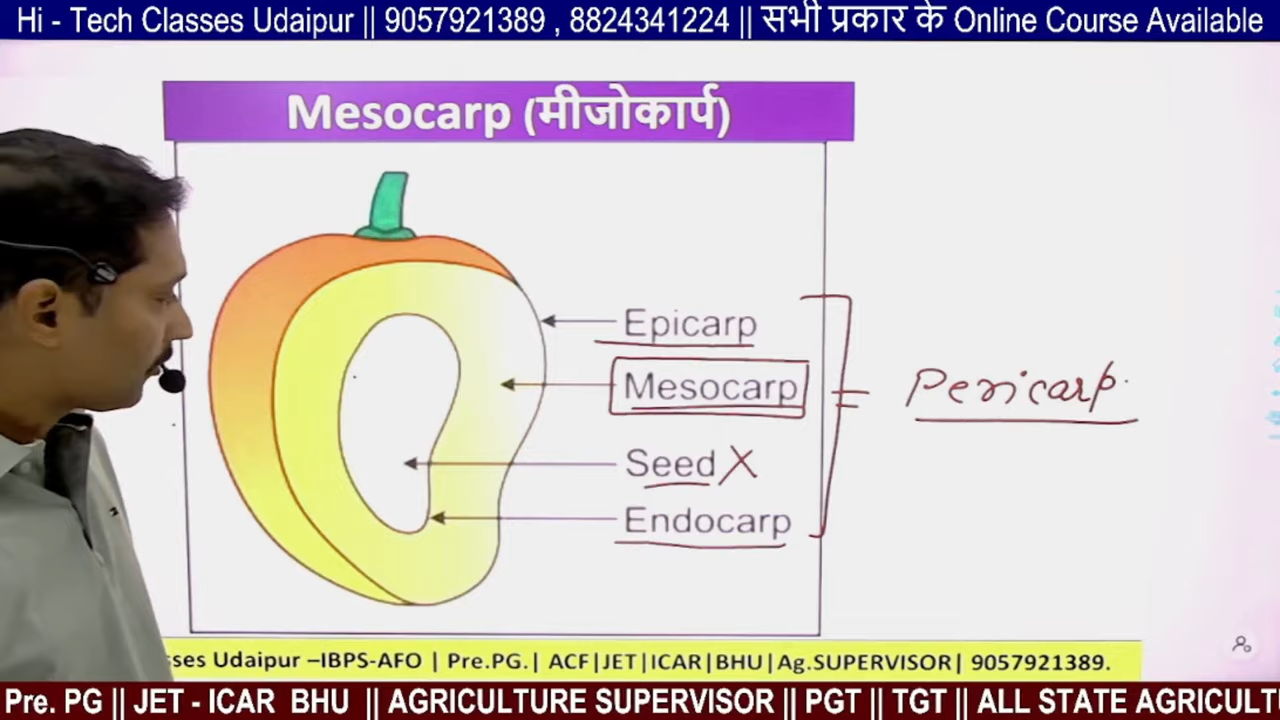 Hi - Tech Classes Udaipur || 9057921389 , 8824341224 || सभी प्रकार के Online Course Available
Mesocarp (मीजोकार्प)
Epicarp
Mesocarp
Seed X
Endocarp
= Pericarp.
sses Udaipur –IBPS-AFO | Pre.PG.| ACF|JET|ICAR|BHU|Ag.SUPERVISOR| 9057921389.
Pre. PG || JET - ICAR BHU || AGRICULTURE SUPERVISOR || PGT || TGT || ALL STATE AGRICULT